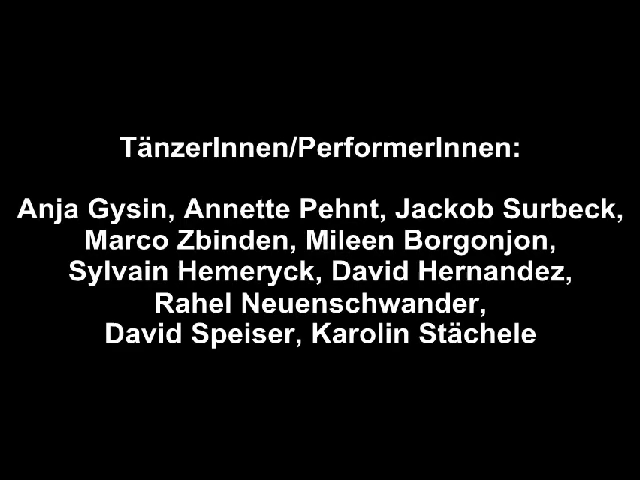 TänzerInnen/PerformerInnen:
Anja Gysin, Annette Pehnt, Jackob Surbeck,
Marco Zbinden, Mileen Borgonjon,
Sylvain Hemeryck, David Hernandez,
Rahel Neuenschwander,
David Speiser, Karolin Stächele